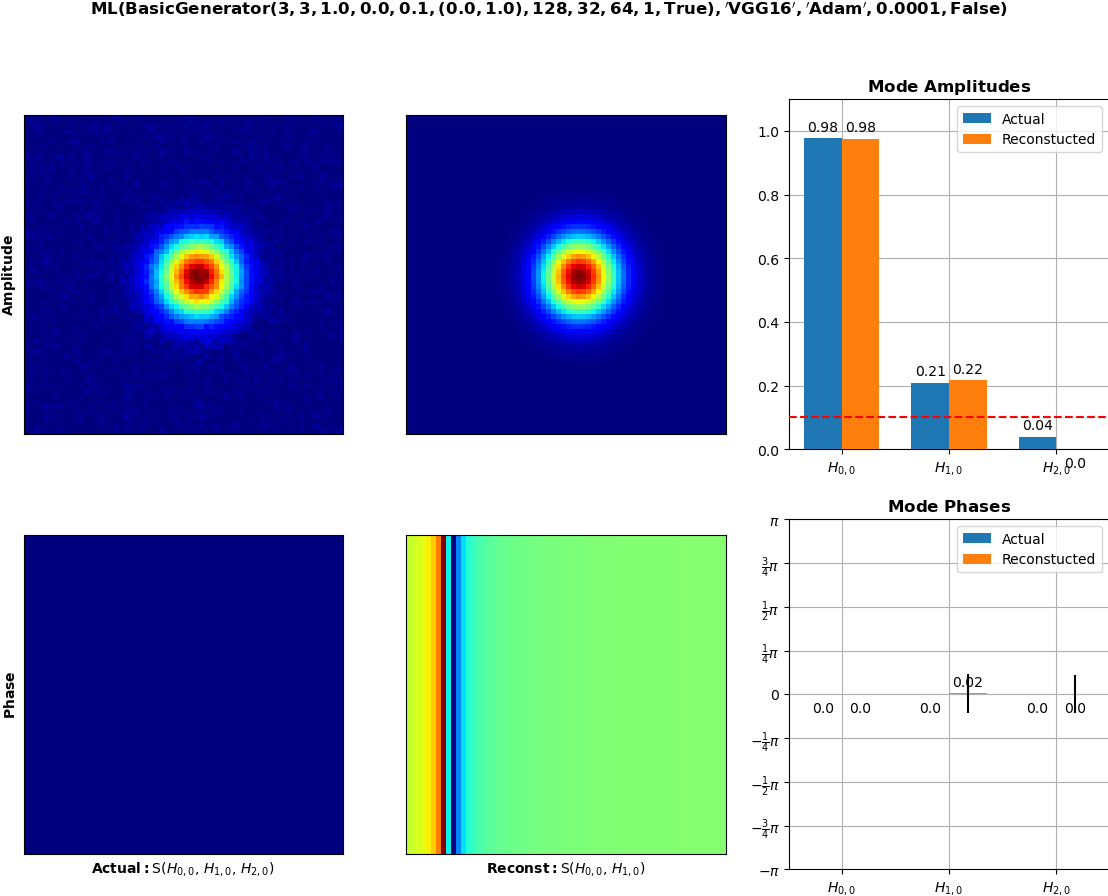 ML(BasicGenerator(3, 3, 1.0, 0.0, 0.1, (0.0, 1.0), 128, 32, 64, 1, True), ′VGG16′, ′Adam′, 0.0001, False)
Amplitude
Mode Amplitudes
Actual
Reconstucted
0.98 0.98
0.21 0.22
0.04 0.0
1.0
0.8
0.6
0.4
0.2
0.0
H0,0 H1,0 H2,0
Phase
Actual: S(H0,0, H1,0, H2,0)
Reconst: S(H0,0, H1,0)
Mode Phases
Actual
Reconstucted
π
3/4π
1/2π
1/4π
0
−1/4π
−1/2π
−3/4π
−π
0.0 0.0 0.0 0.02 0.0 0.0
H0,0 H1,0 H2,0